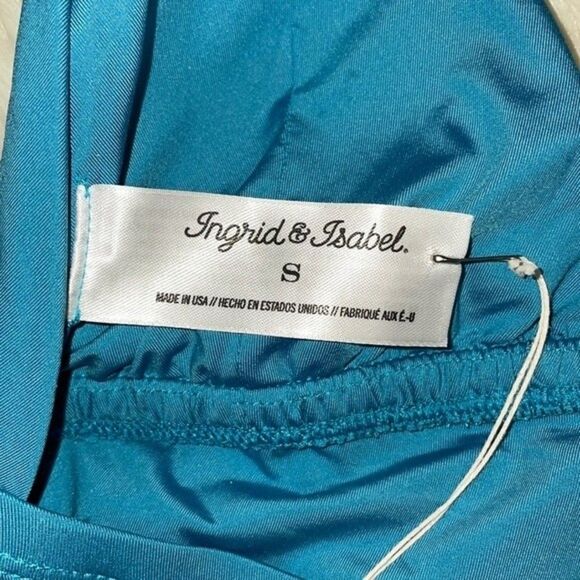 Ingrid & Isabel.
S
MADE IN USA // HECHO EN ESTADOS UNIDOS // FABRIQUÉ AUX É.-U